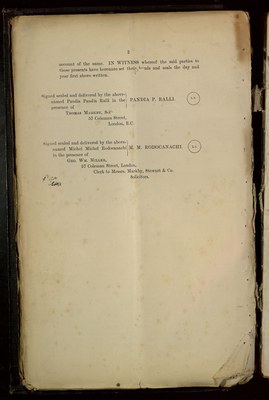 3
account of the same. IN WITNESS whereof the said parties to
these presents have hereunto set their hands and seals the day and
year first above written.
Signed sealed and delivered by the above-
named Pandia Pandia Ralli in the PANDIA P. RALLI. L.S.
presence of
THOMAS MARKBY, Solr
57 Coleman Street,
London, E.C.
Signed sealed and delivered by the above-
named Michel Michel Rodocanachi M. M. RODOCANACHI. L.S.
in the presence of
GEO. WM.
57 Coleman Street, London,
Clerk to Messrs. Markby, Stewart & Co.
Solicitors.